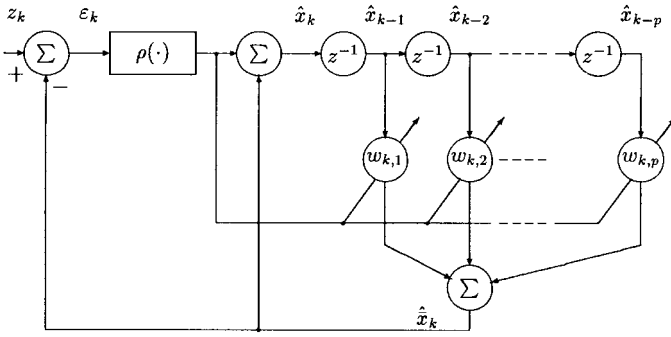 z_k ε_k x̂_k x̂_{k-1} x̂_{k-2} x̂_{k-p}
+ Σ − ρ(·) Σ z^{-1} z^{-1} z^{-1}
w_{k,1} w_{k,2} w_{k,p}
Σ
x̄̂_k